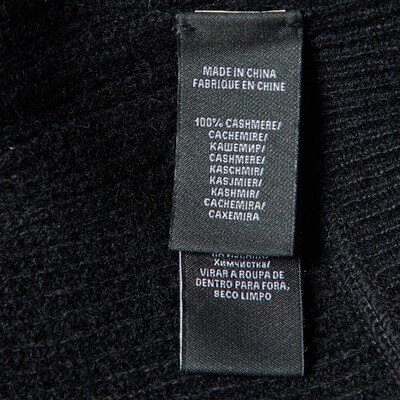 MADE IN CHINA
FABRIQUE EN CHINE
100% CASHMERE/
CACHEMIRE/
КАШЕМИР/
CASHMERE/
KASCHMIR/
KASJMIER/
KASHMIR/
CACHEMIRA/
CAXEMIRA
Химчистка/
VIRAR A ROUPA DE
DENTRO PARA FORA,
SECO LIMPO